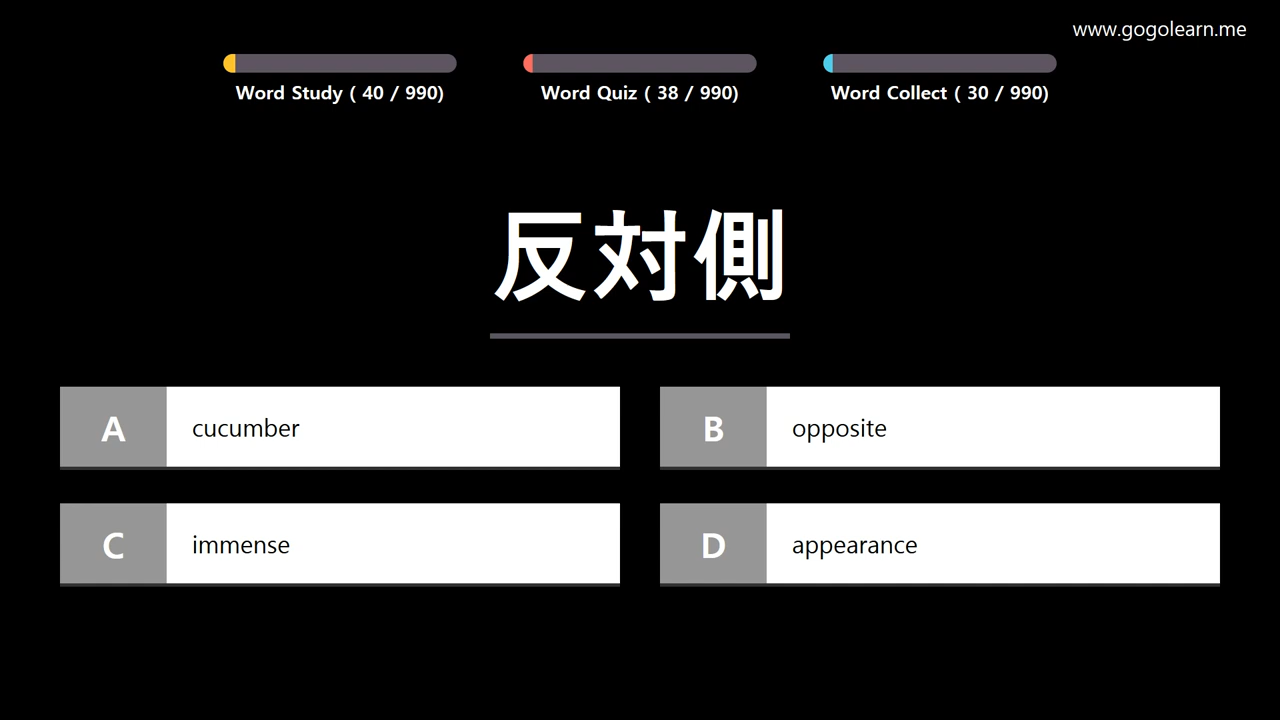 www.gogolearn.me
Word Study ( 40 / 990)
Word Quiz ( 38 / 990)
Word Collect ( 30 / 990)
反対側
A cucumber
B opposite
C immense
D appearance